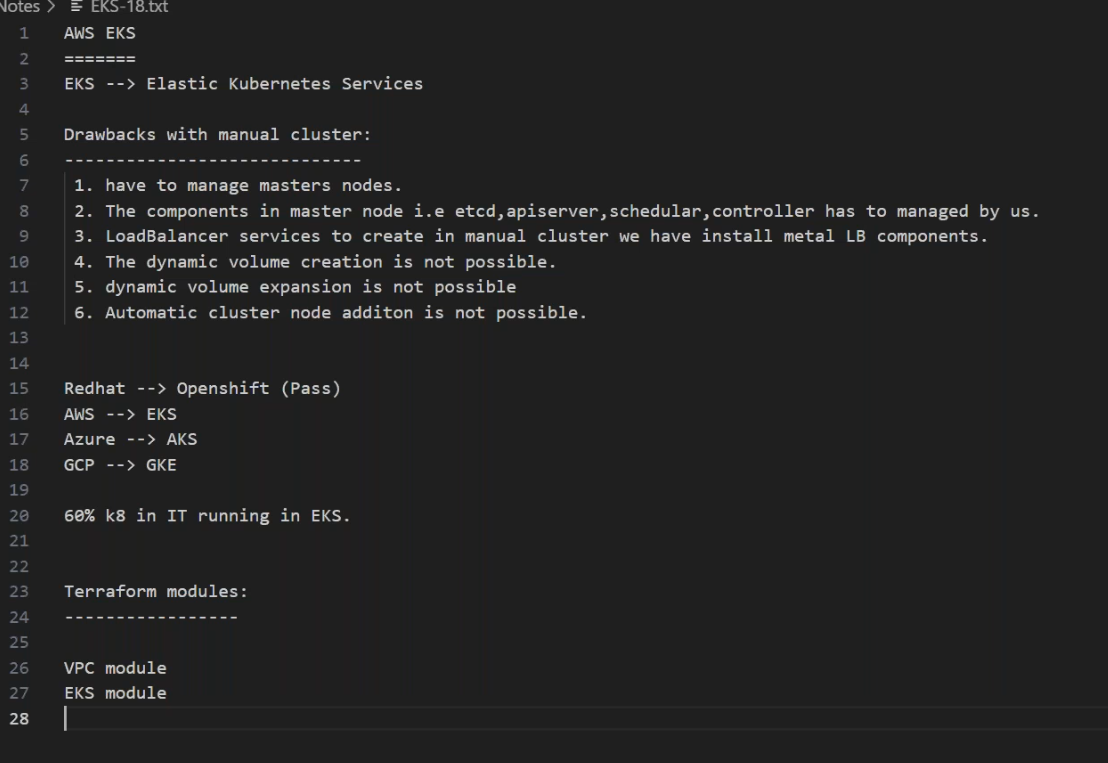 Notes > EKS-18.txt
1 AWS EKS
2 =======
3 EKS --> Elastic Kubernetes Services
4
5 Drawbacks with manual cluster:
6 -----------------------------
7 1. have to manage masters nodes.
8 2. The components in master node i.e etcd,apiserver,schedular,controller has to managed by us.
9 3. LoadBalancer services to create in manual cluster we have install metal LB components.
10 4. The dynamic volume creation is not possible.
11 5. dynamic volume expansion is not possible
12 6. Automatic cluster node additon is not possible.
13
14
15 Redhat --> Openshift (Pass)
16 AWS --> EKS
17 Azure --> AKS
18 GCP --> GKE
19
20 60% k8 in IT running in EKS.
21
22
23 Terraform modules:
24 -----------------
25
26 VPC module
27 EKS module
28